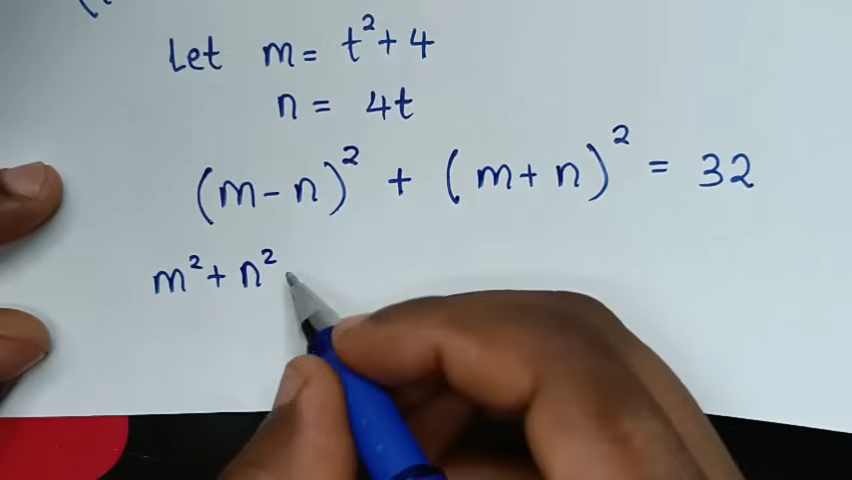 Let m = t² + 4
n = 4t
(m - n)² + (m + n)² = 32
m² + n²